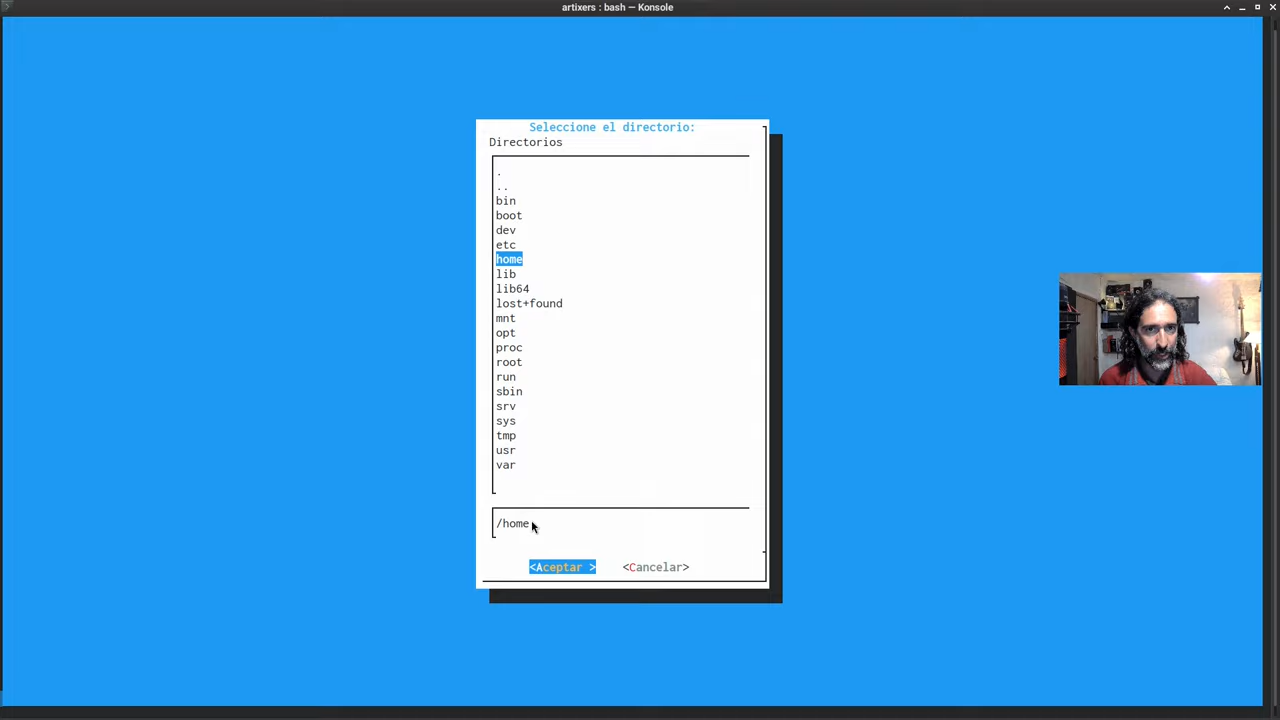 artixers : bash — Konsole
Seleccione el directorio:
Directorios
.
..
bin
boot
dev
etc
home
lib
lib64
lost+found
mnt
opt
proc
root
run
sbin
srv
sys
tmp
usr
var
/home
<Aceptar > <Cancelar>